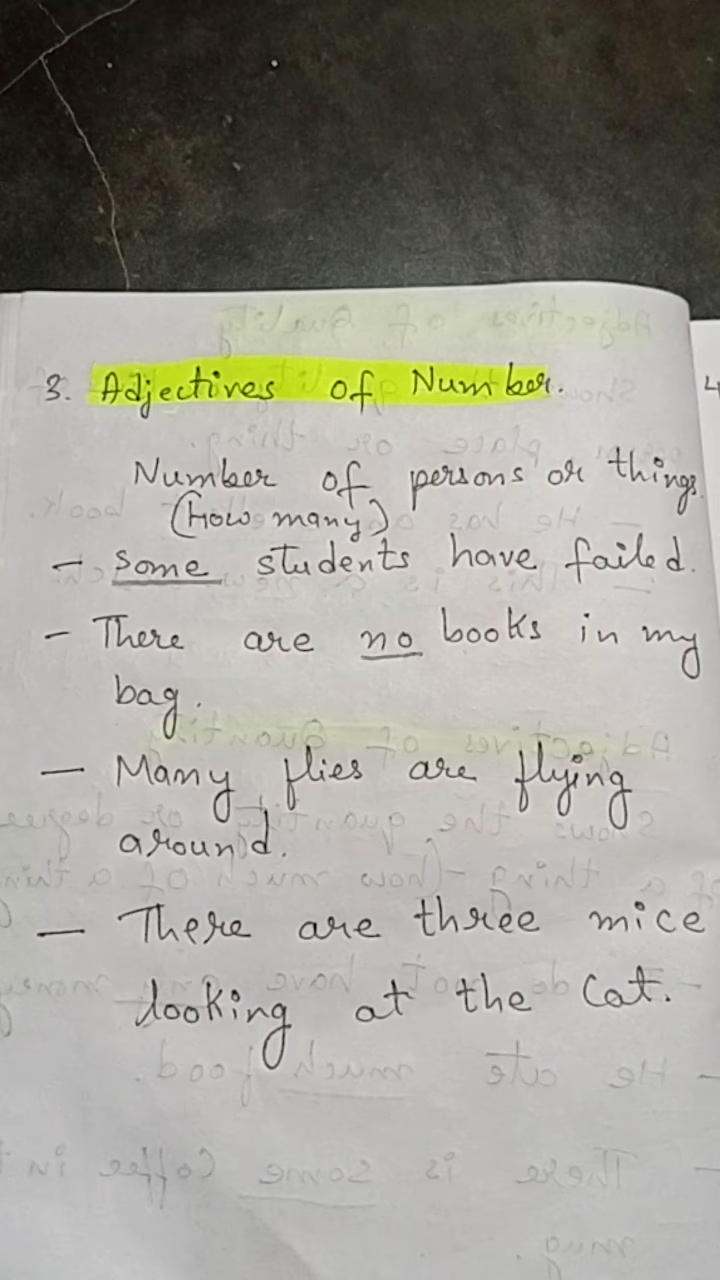 3. Adjectives of Number.
Number of persons or things.
(How many)
- Some students have failed.
- There are no books in my
bag.
- Many flies are flying
around.
- There are three mice
looking at the Cat.